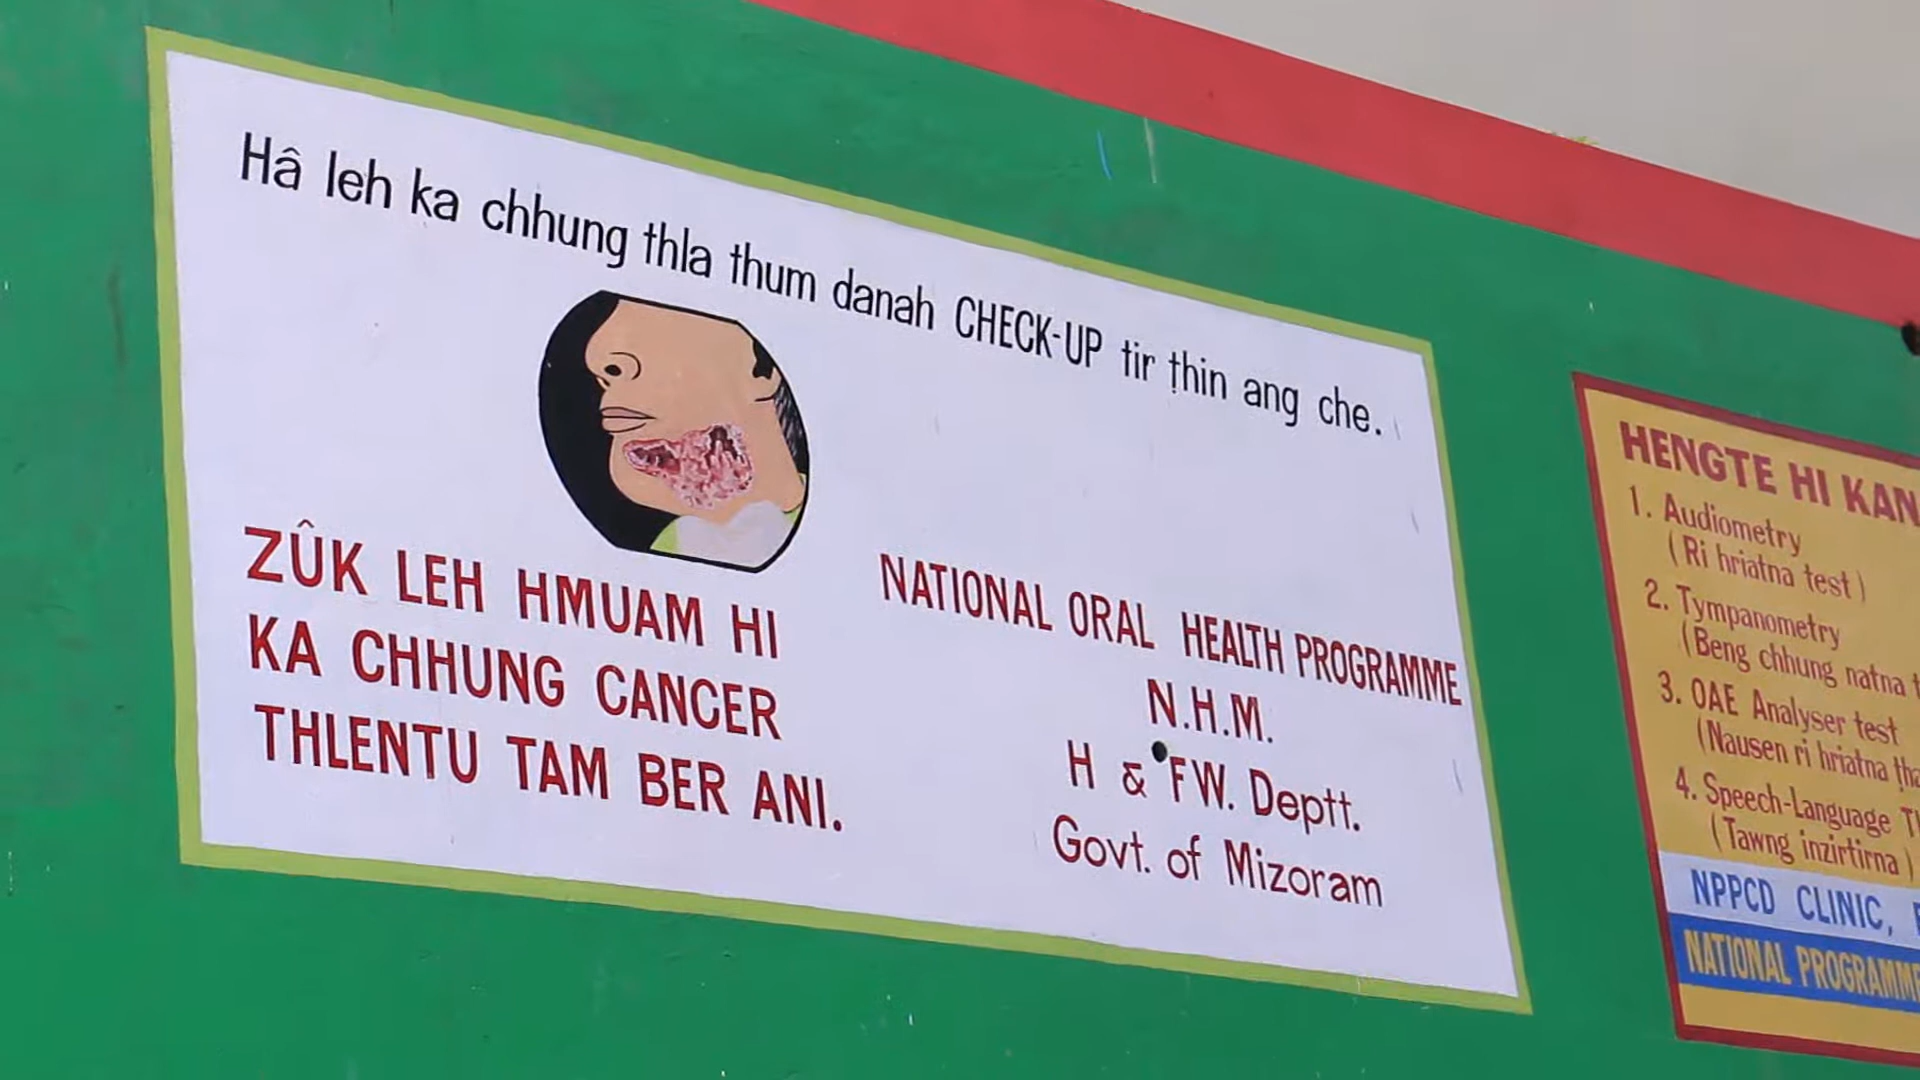 Hâ leh ka chhung thla thum danah CHECK-UP tir ṭhin ang che.
ZÛK LEH HMUAM HI
KA CHHUNG CANCER
THLENTU TAM BER ANI.
NATIONAL ORAL HEALTH PROGRAMME
N.H.M.
H & FW. Deptt.
Govt. of Mizoram
HENGTE HI KAN
1. Audiometry
(Ri hriatna test)
2. Tympanometry
(Beng chhung natna
3. OAE Analyser test
(Nausen ri hriatna
4. Speech-Language
(Tawng inzirtirna)
NPPCD CLINIC,
NATIONAL PROGRAMME